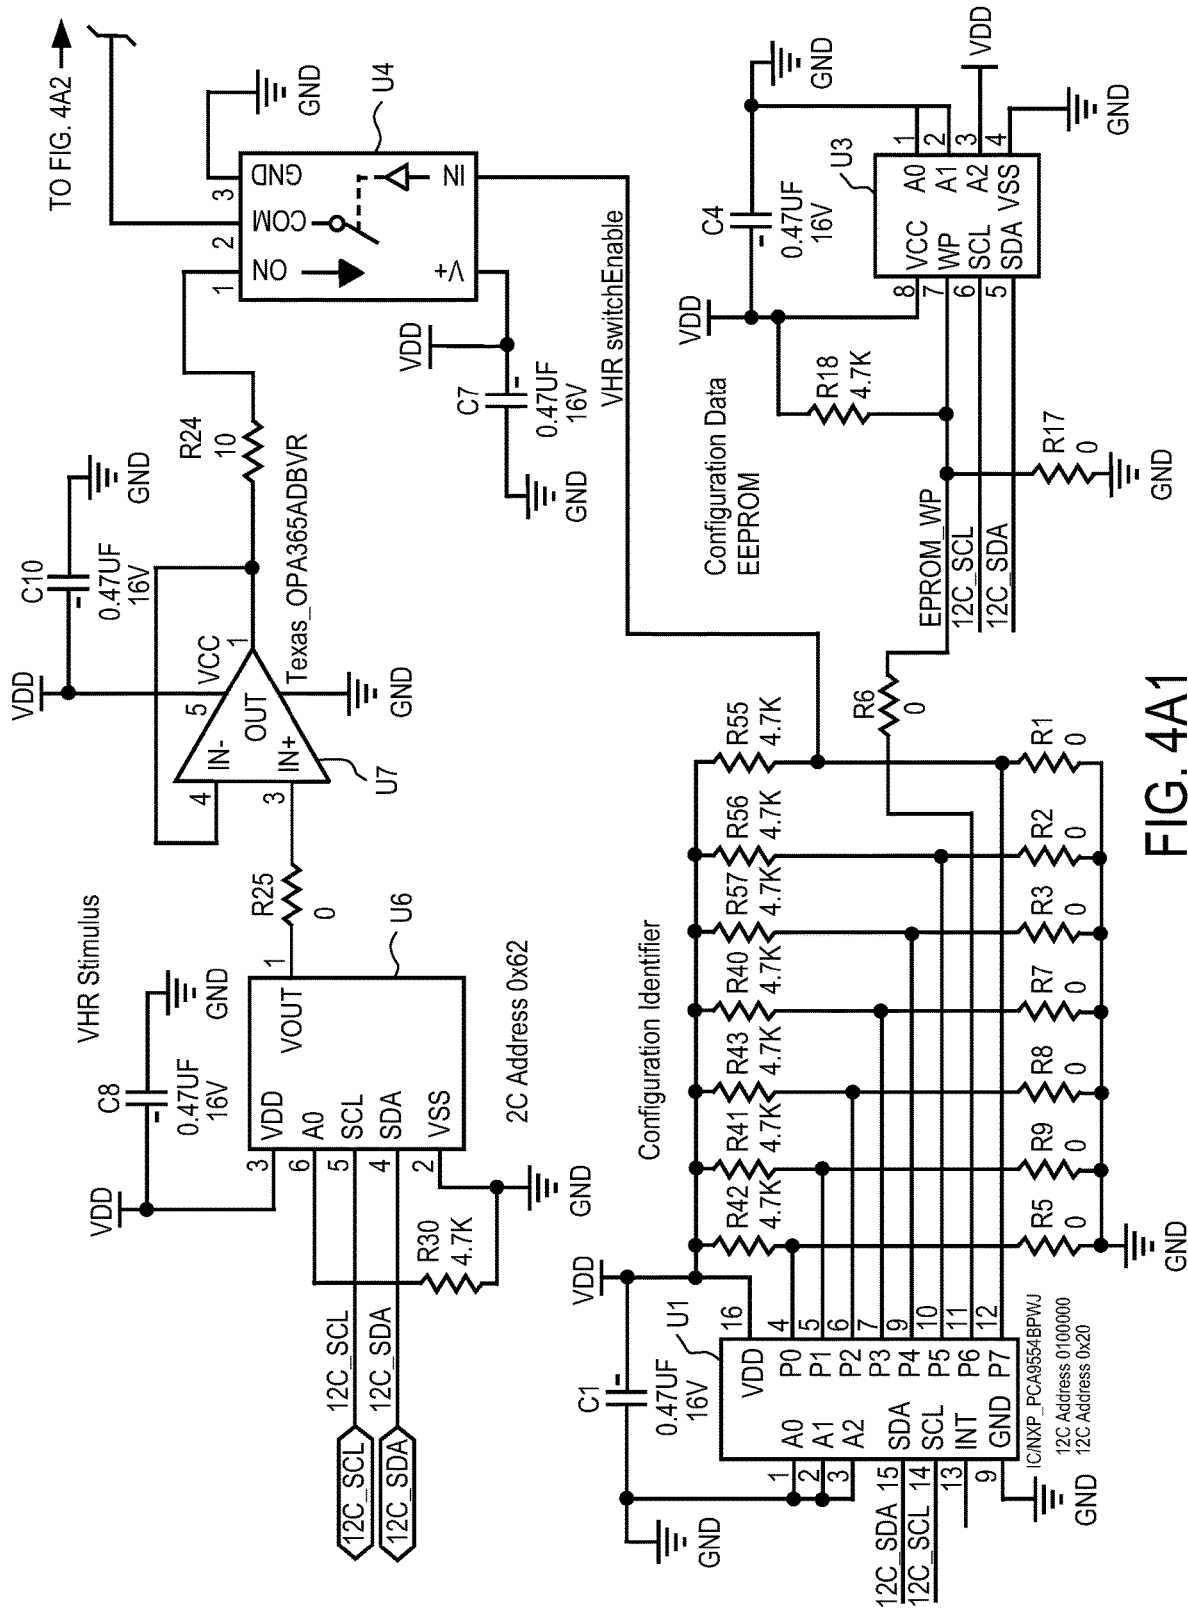 TO FIG. 4A2
VHR Stimulus
VDD
C8
0.47UF
16V
GND
3
VDD
6
A0
5
SCL
4
SDA
2
VSS
VOUT
1
U6
2C Address 0x62
R30
4.7K
GND
12C_SCL
12C_SDA
12C_SCL
12C_SDA
R25
0
VDD
C10
0.47UF
16V
GND
5
VCC
4
IN-
3
IN+
OUT
1
U7
Texas_OPA365ADBVR
GND
R24
10
1
ON
2
COM
3
GND
V+
IN
U4
GND
VDD
C7
0.47UF
16V
GND
VHR switchEnable
Configuration Identifier
VDD
C1
0.47UF
16V
GND
U1
VDD
16
1
A0
2
A1
3
A2
12C_SDA
15
SDA
12C_SCL
14
SCL
13
INT
9
GND
P0
4
P1
5
P2
6
P3
7
P4
9
P5
10
P6
11
P7
12
GND
IC/NXP_PCA9554BPWJ
12C Address 0100000
12C Address 0x20
R42
4.7K
R41
4.7K
R43
4.7K
R40
4.7K
R57
4.7K
R56
4.7K
R55
4.7K
R5
0
R9
0
R8
0
R7
0
R3
0
R2
0
R1
0
GND
R6
0
Configuration Data
EEPROM
VDD
C4
0.47UF
16V
GND
R18
4.7K
EPROM_WP
12C_SCL
12C_SDA
R17
0
GND
U3
8
VCC
7
WP
6
SCL
5
SDA
A0
1
A1
2
A2
3
VSS
4
VDD
GND
FIG. 4A1